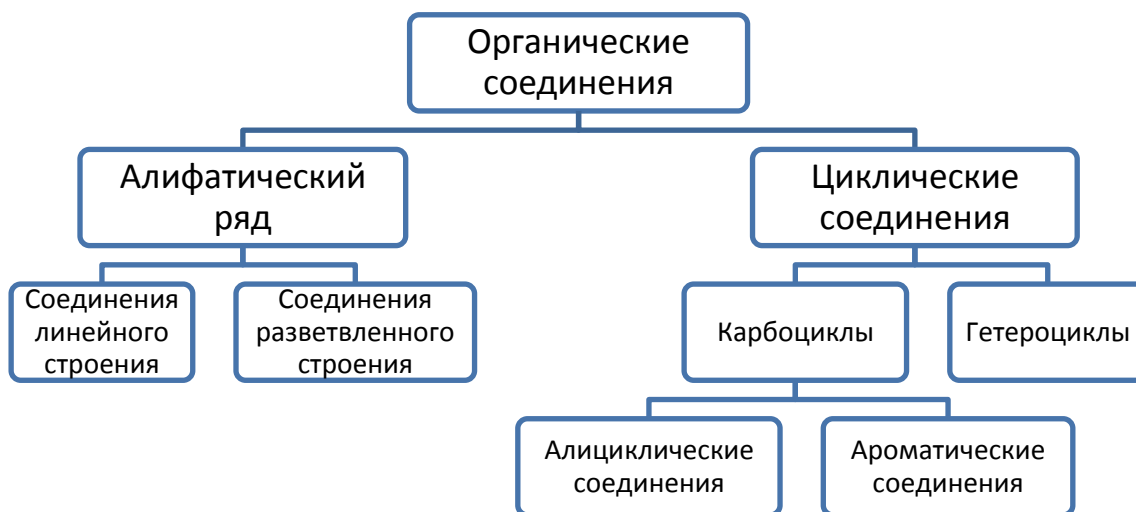 Органические
соединения
Алифатический
ряд
Циклические
соединения
Соединения
линейного
строения
Соединения
разветвленного
строения
Карбоциклы
Гетероциклы
Алициклические
соединения
Ароматические
соединения